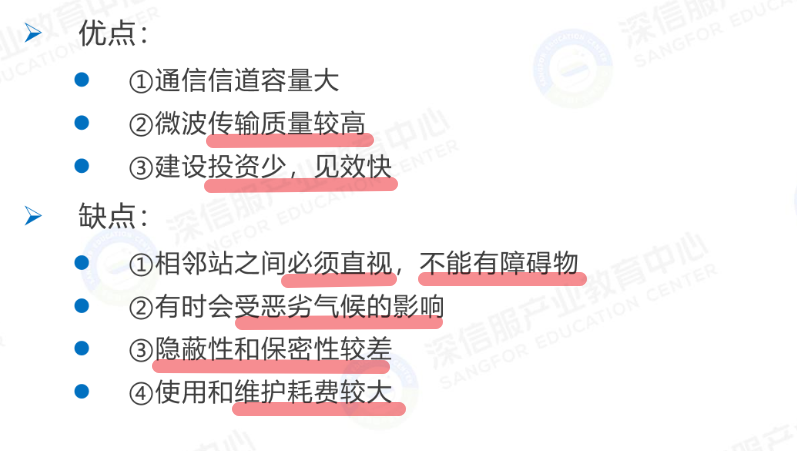 优点：
①通信信道容量大
②微波传输质量较高
③建设投资少，见效快
缺点：
①相邻站之间必须直视，不能有障碍物
②有时会受恶劣气候的影响
③隐蔽性和保密性较差
④使用和维护耗费较大
深信服产业教育中心
SANGFOR EDUCATION CENTER